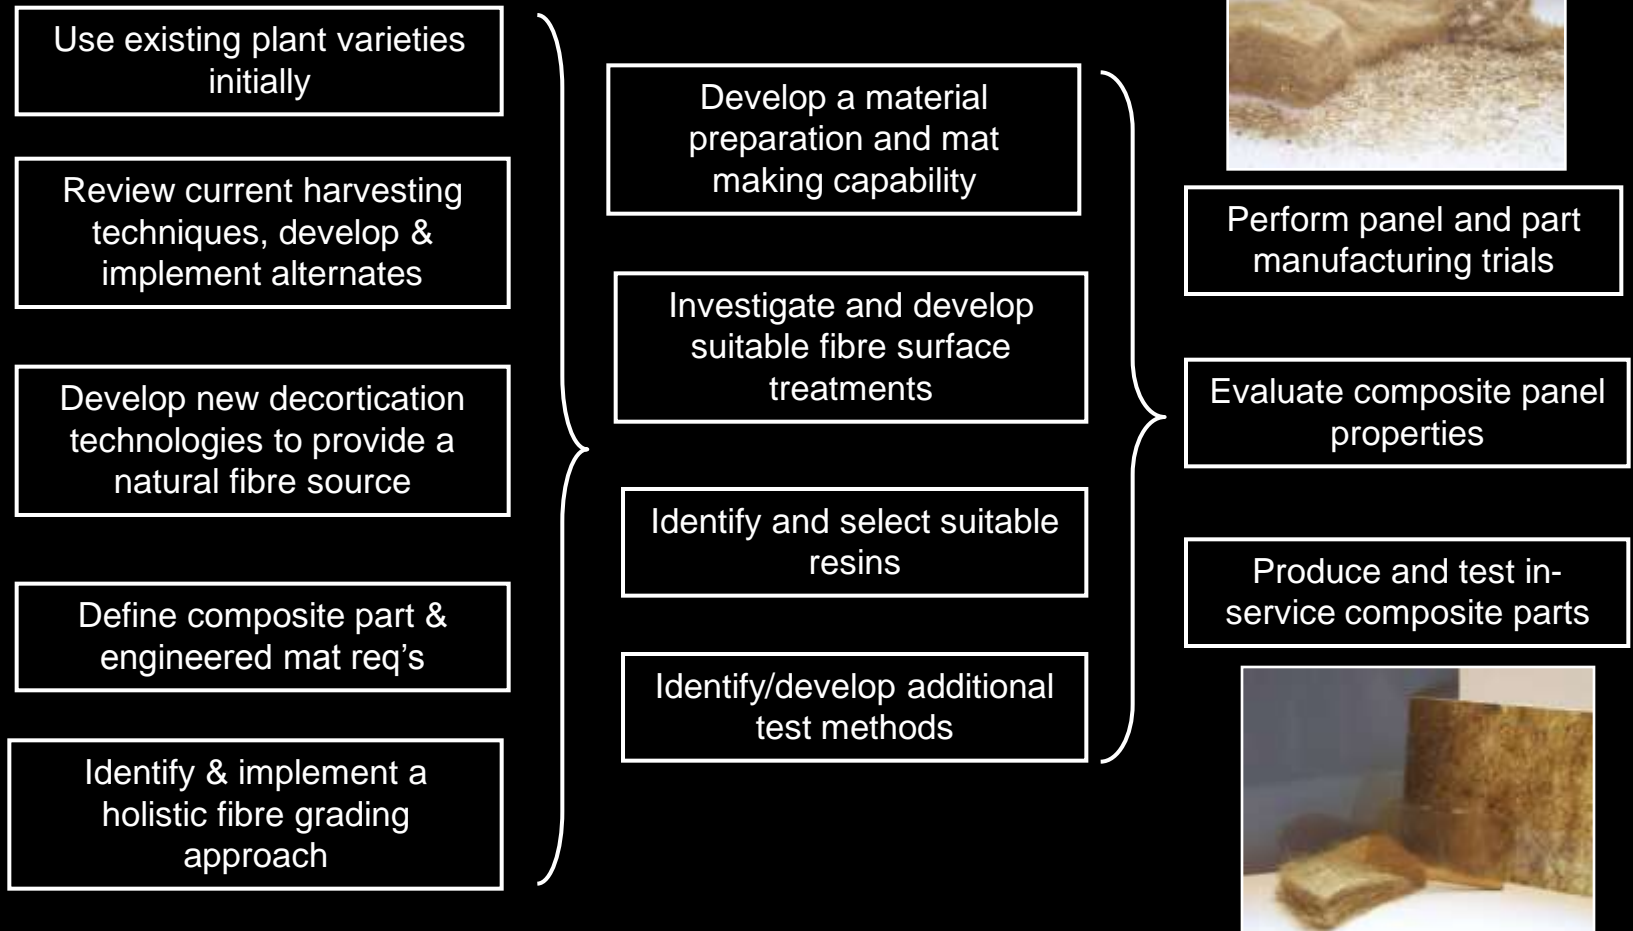 Use existing plant varieties
initially
Review current harvesting
techniques, develop &
implement alternates
Develop new decortication
technologies to provide a
natural fibre source
Define composite part &
engineered mat req's
Identify & implement a
holistic fibre grading
approach
Develop a material
preparation and mat
making capability
Investigate and develop
suitable fibre surface
treatments
Identify and select suitable
resins
Identify/develop additional
test methods
Perform panel and part
manufacturing trials
Evaluate composite panel
properties
Produce and test in-
service composite parts